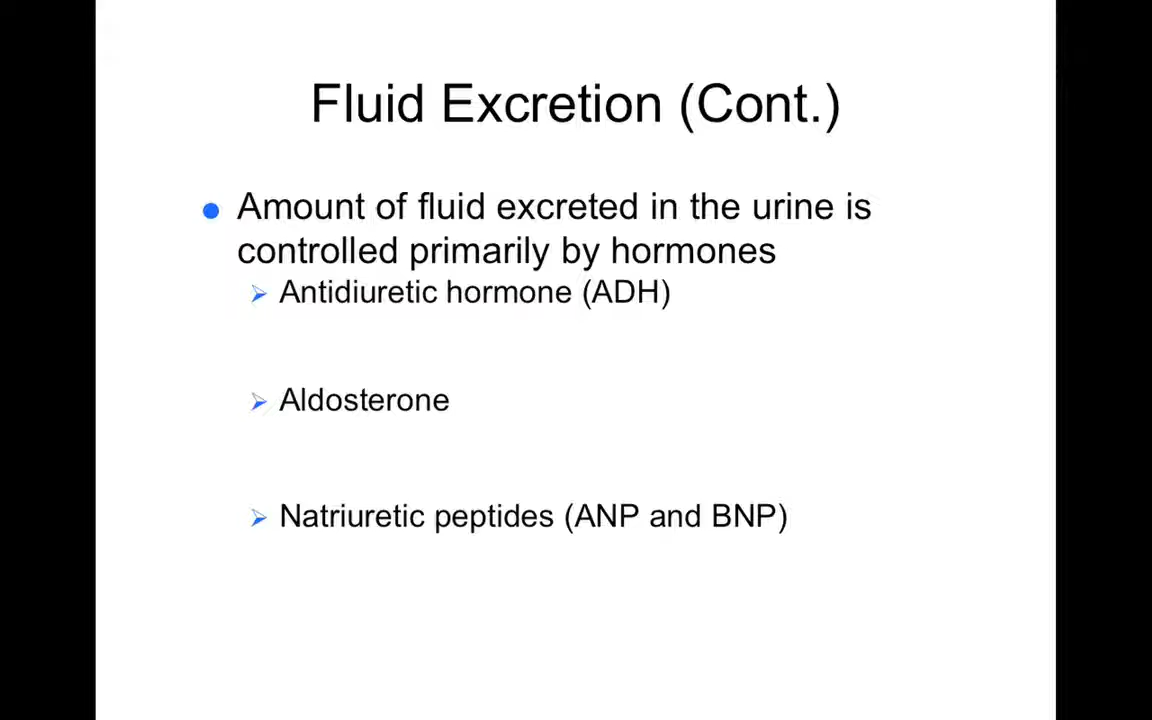 Fluid Excretion (Cont.)
Amount of fluid excreted in the urine is
controlled primarily by hormones
Antidiuretic hormone (ADH)
Aldosterone
Natriuretic peptides (ANP and BNP)